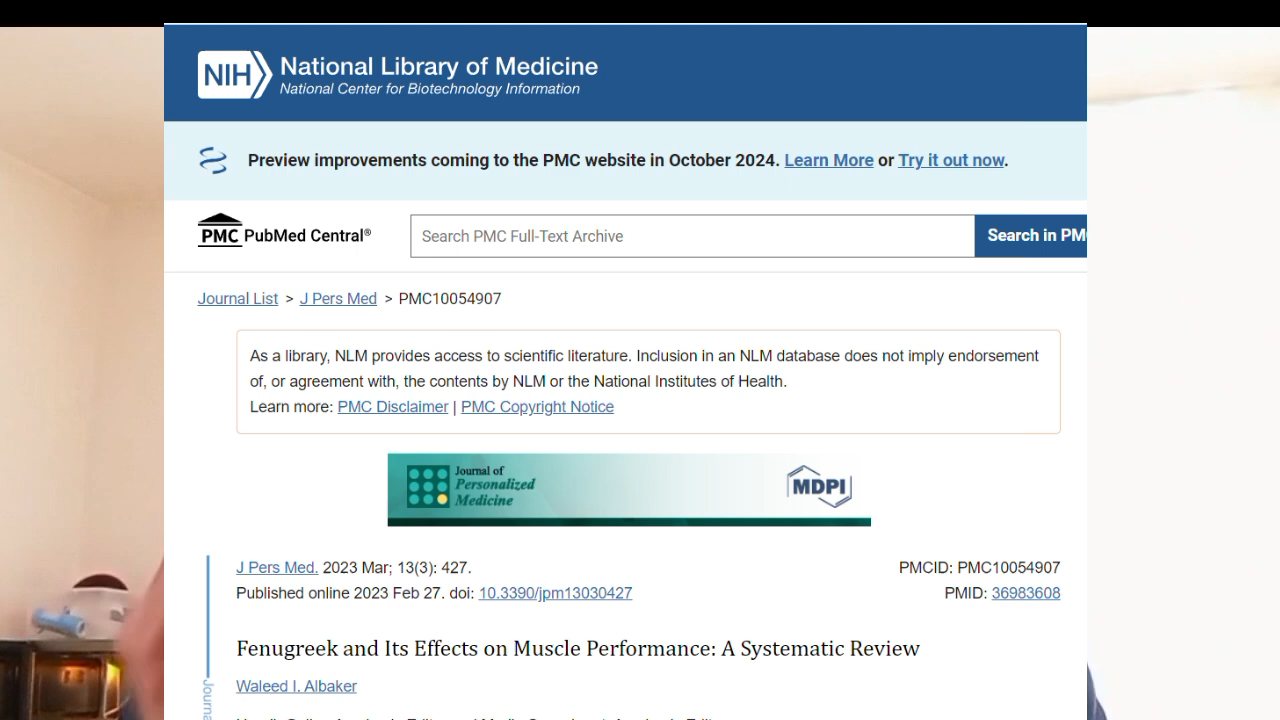 NIH National Library of Medicine
National Center for Biotechnology Information
Preview improvements coming to the PMC website in October 2024. Learn More or Try it out now.
PMC PubMed Central®
Search PMC Full-Text Archive
Search in PM
Journal List > J Pers Med > PMC10054907
As a library, NLM provides access to scientific literature. Inclusion in an NLM database does not imply endorsement
of, or agreement with, the contents by NLM or the National Institutes of Health.
Learn more: PMC Disclaimer | PMC Copyright Notice
Journal of
Personalized
Medicine
MDPI
J Pers Med. 2023 Mar; 13(3): 427.
PMCID: PMC10054907
Published online 2023 Feb 27. doi: 10.3390/jpm13030427
PMID: 36983608
Fenugreek and Its Effects on Muscle Performance: A Systematic Review
Waleed I. Albaker
Journa